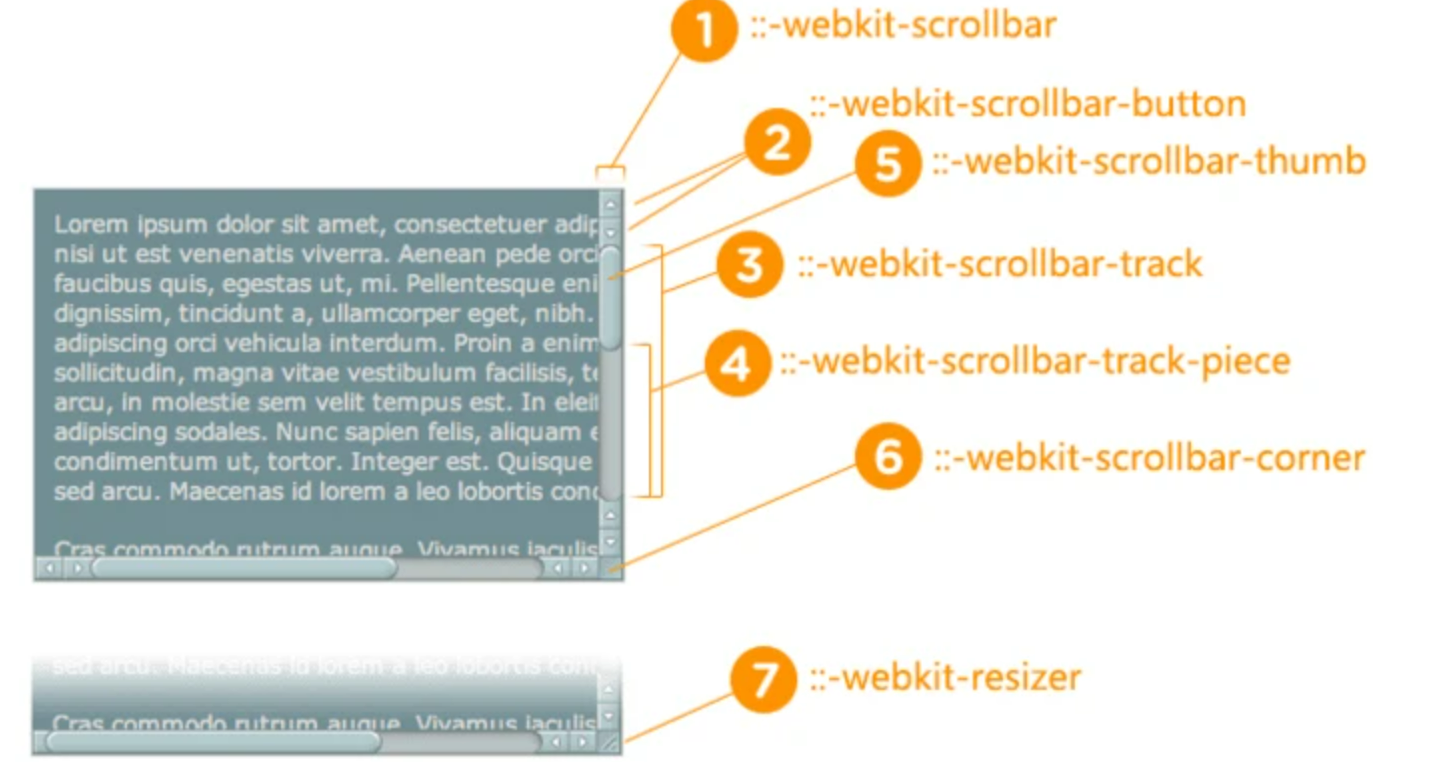 1 ::-webkit-scrollbar
2 ::-webkit-scrollbar-button
5 ::-webkit-scrollbar-thumb
3 ::-webkit-scrollbar-track
4 ::-webkit-scrollbar-track-piece
6 ::-webkit-scrollbar-corner
7 ::-webkit-resizer
Lorem ipsum dolor sit amet, consectetuer adip
nisi ut est venenatis viverra. Aenean pede orci
faucibus quis, egestas ut, mi. Pellentesque eni
dignissim, tincidunt a, ullamcorper eget, nibh.
adipiscing orci vehicula interdum. Proin a enim
sollicitudin, magna vitae vestibulum facilisis, te
arcu, in molestie sem velit tempus est. In eleif
adipiscing sodales. Nunc sapien felis, aliquam e
condimentum ut, tortor. Integer est. Quisque
sed arcu. Maecenas id lorem a leo lobortis cond
Cras commodo rutrum augue. Vivamus iaculis
sed arcu. Maecenas id lorem a leo lobortis
Cras commodo rutrum augue. Vivamus iaculis